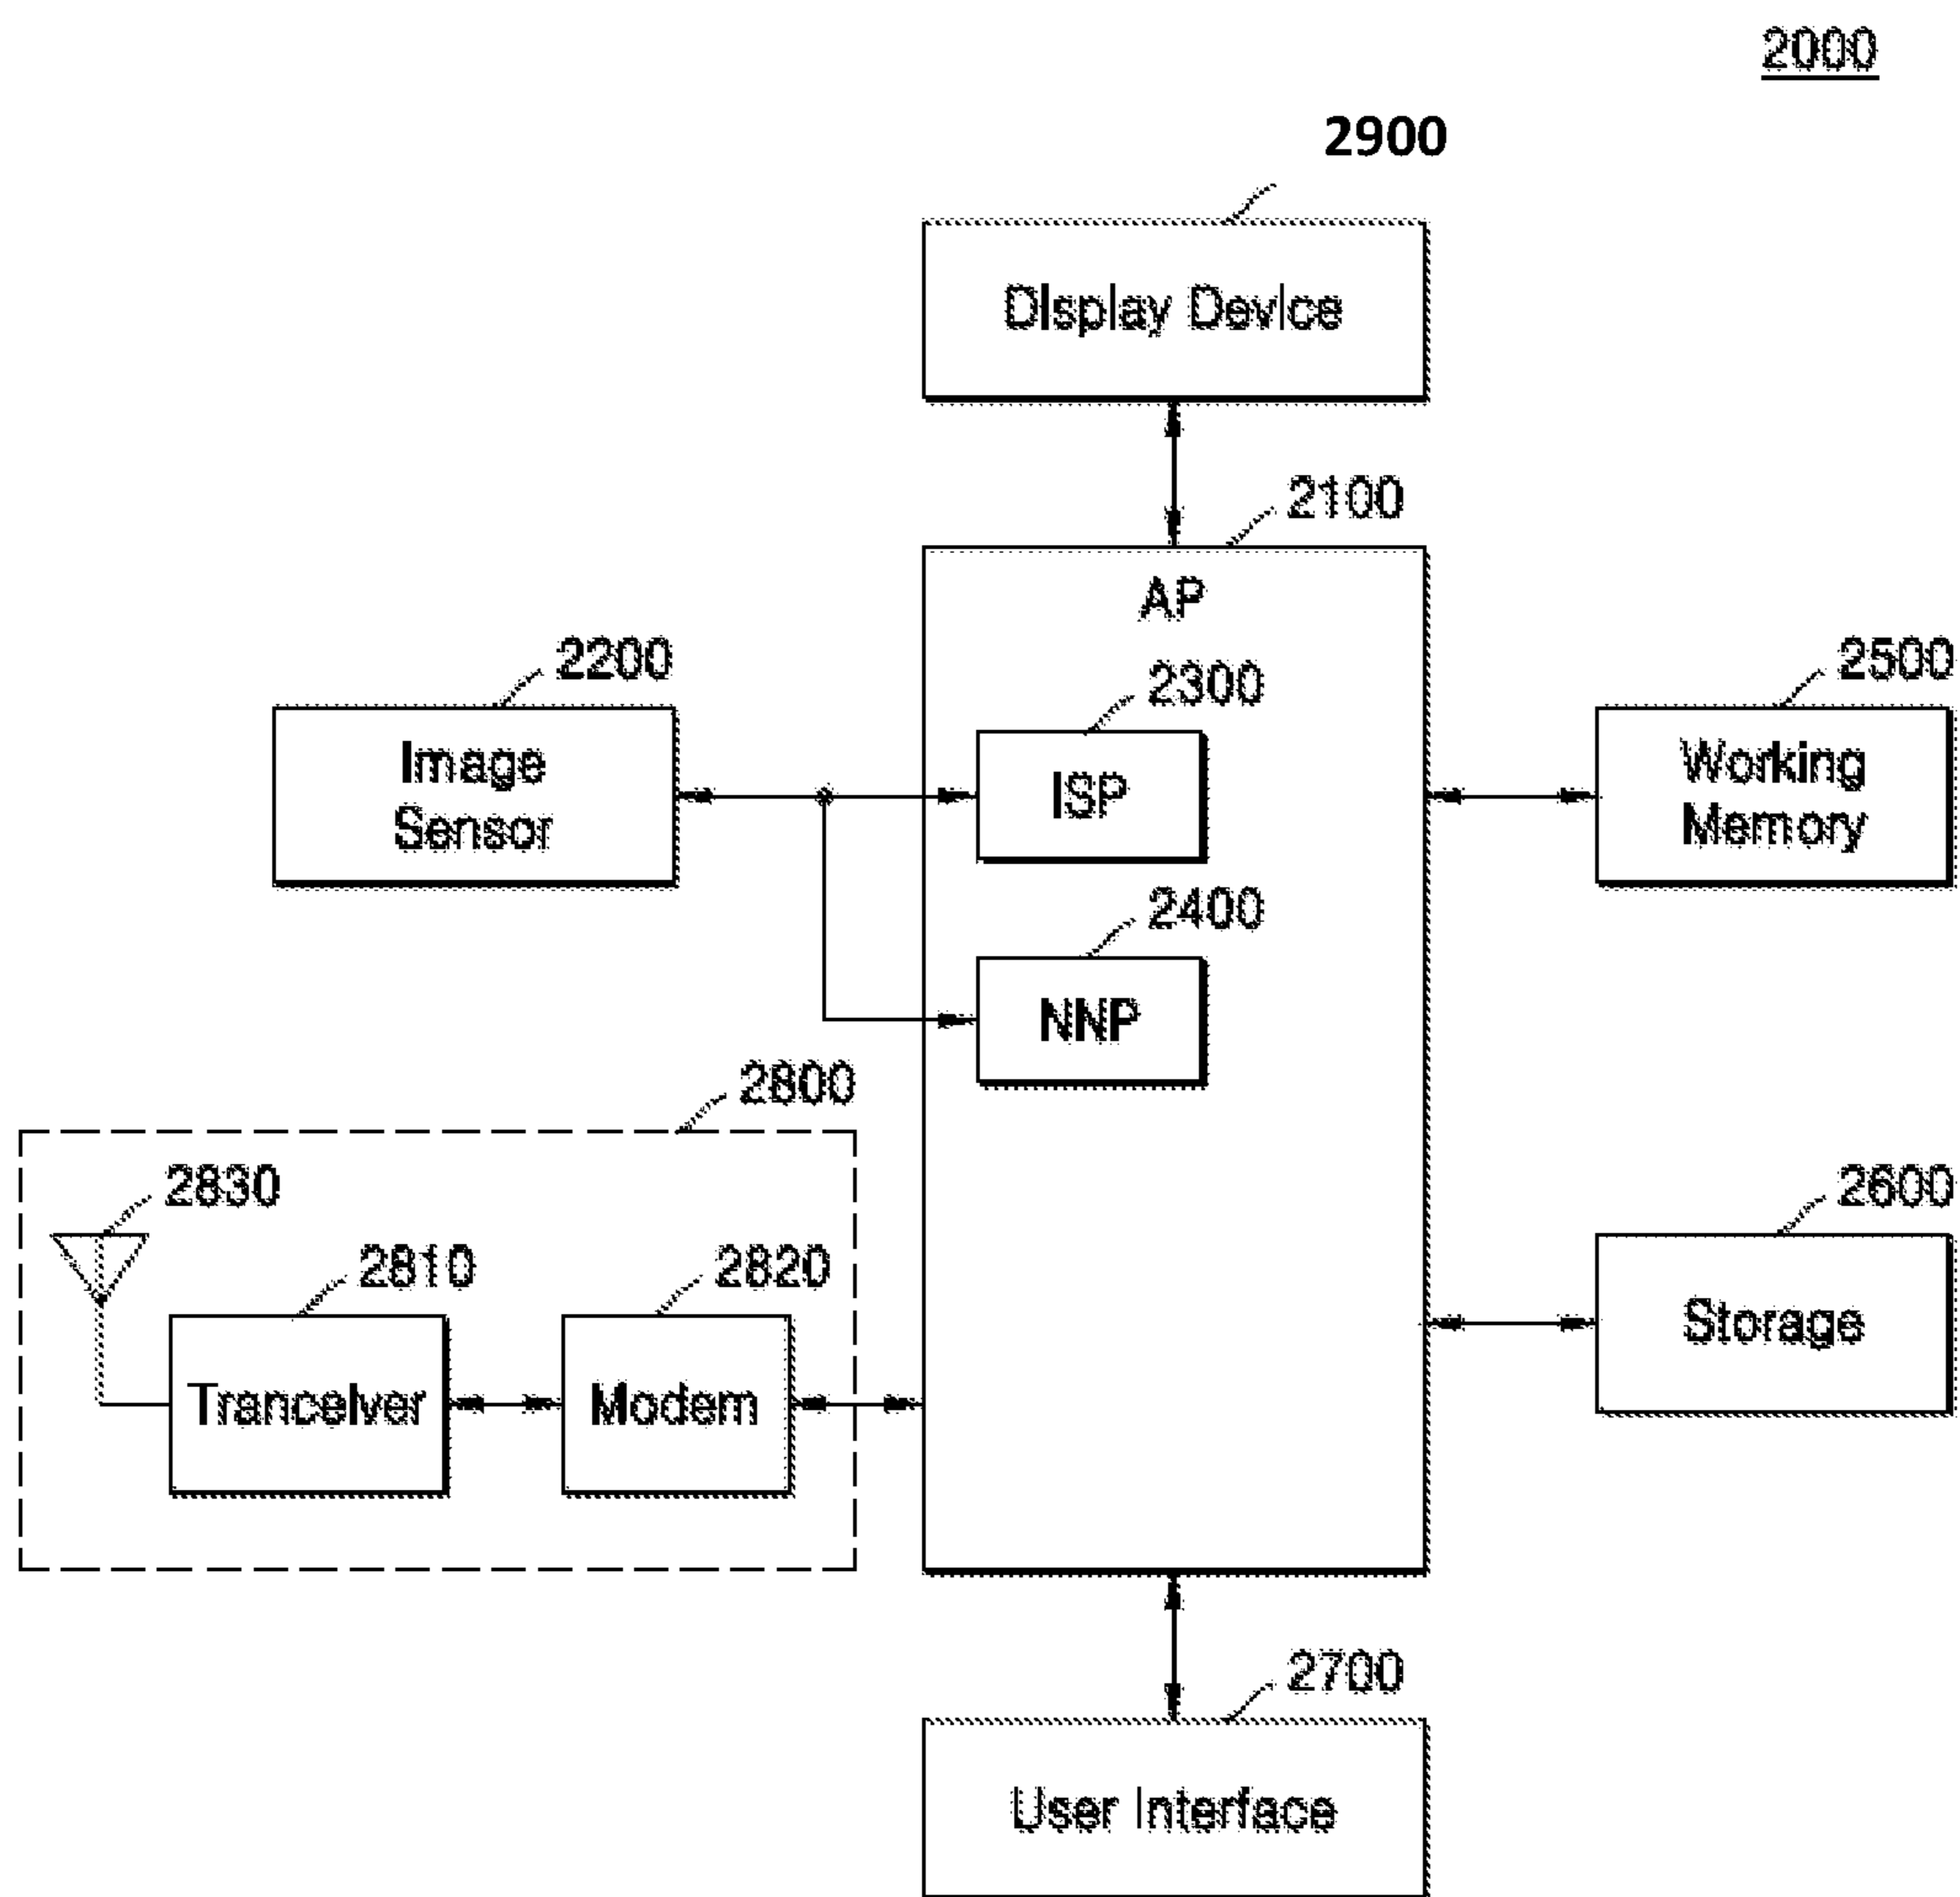 2000
2900
Display Device
2100
AP
2200
Image
Sensor
2300
ISP
2500
Working
Memory
2400
NNP
2800
2830
2810
Tranceiver
2820
Modem
2600
Storage
2700
User Interface